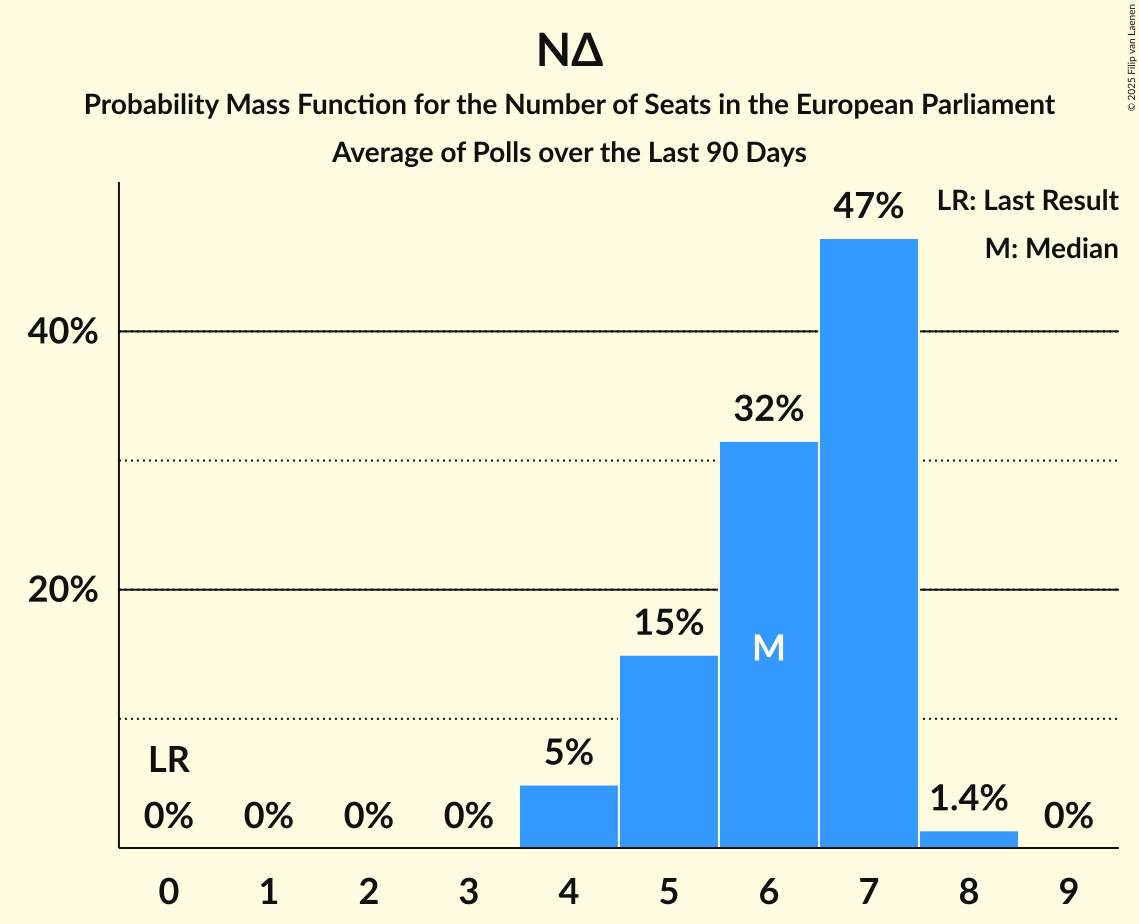 NΔ
Probability Mass Function for the Number of Seats in the European Parliament
Average of Polls over the Last 90 Days
© 2025 Filip van Laenen
LR: Last Result
M: Median
47%
40%
32%
20%
15%
M
5%
LR
1.4%
0% 0% 0% 0% 0%
0 1 2 3 4 5 6 7 8 9